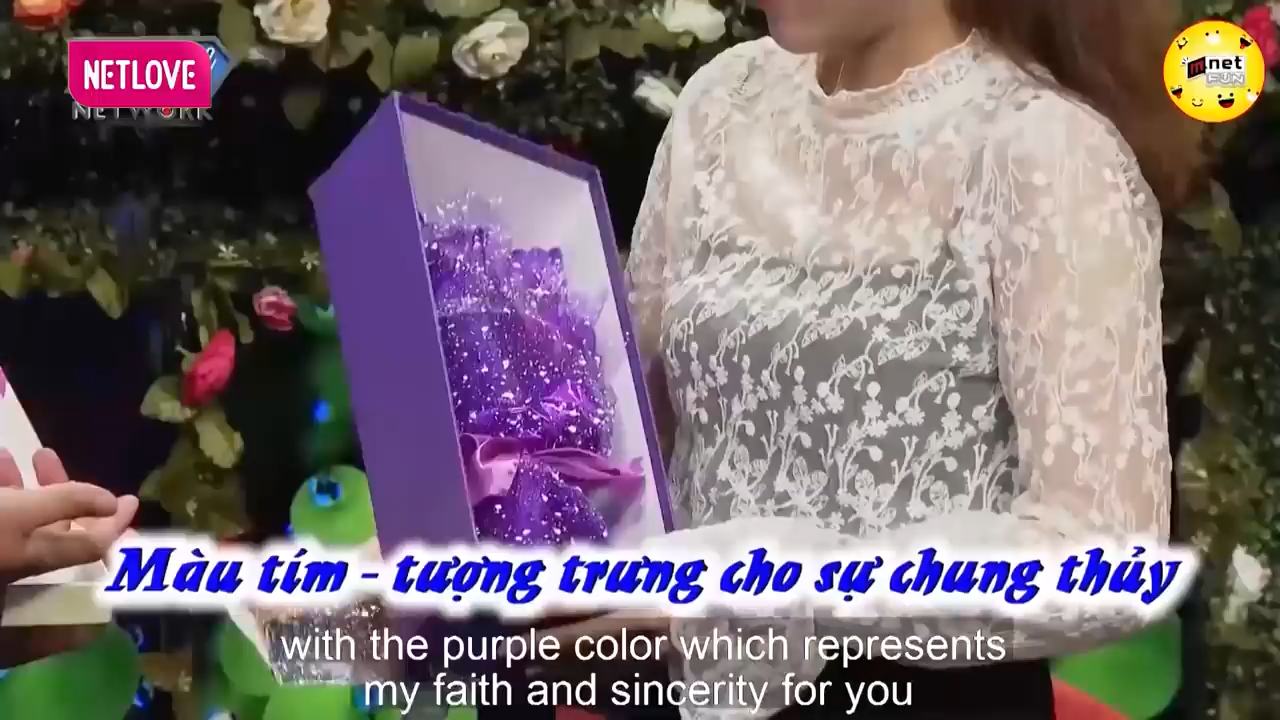 NETLOVE
NETWORK
m.net
FUN
Màu tím - tượng trưng cho sự chung thủy
with the purple color which represents
my faith and sincerity for you